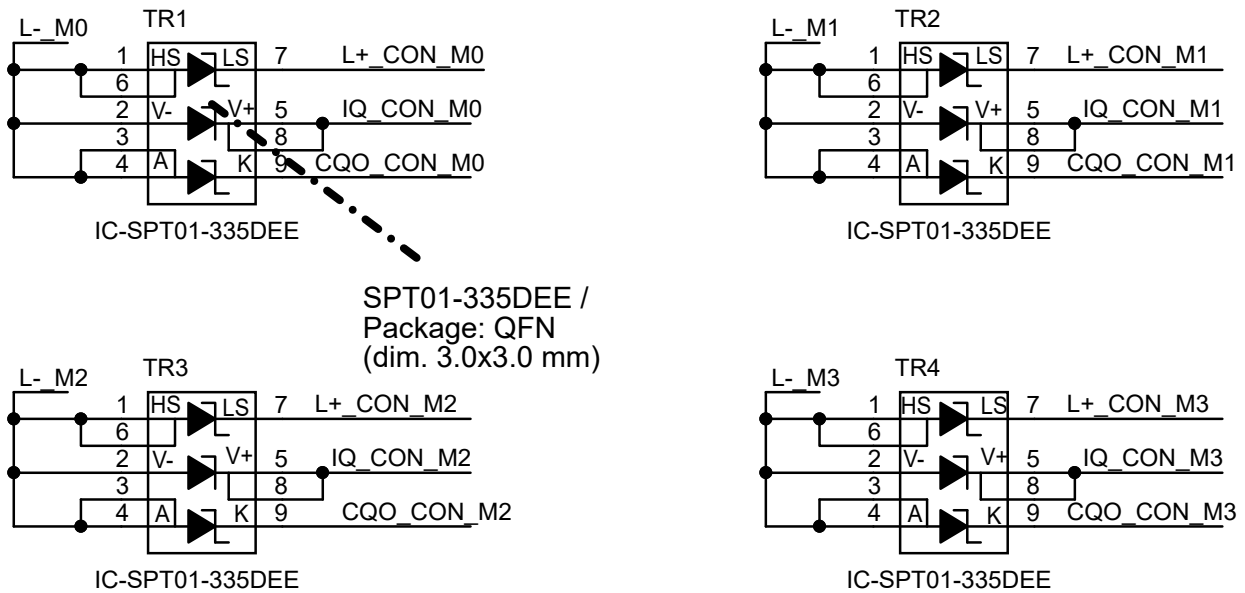 TR1
L-_M0
1 HS LS 7 L+_CON_M0
6
2 V- V+ 5 IQ_CON_M0
3 8
4 A K 9 CQO_CON_M0
IC-SPT01-335DEE
TR2
L-_M1
1 HS LS 7 L+_CON_M1
6
2 V- V+ 5 IQ_CON_M1
3 8
4 A K 9 CQO_CON_M1
IC-SPT01-335DEE
SPT01-335DEE /
Package: QFN
(dim. 3.0x3.0 mm)
TR3
L-_M2
1 HS LS 7 L+_CON_M2
6
2 V- V+ 5 IQ_CON_M2
3 8
4 A K 9 CQO_CON_M2
IC-SPT01-335DEE
TR4
L-_M3
1 HS LS 7 L+_CON_M3
6
2 V- V+ 5 IQ_CON_M3
3 8
4 A K 9 CQO_CON_M3
IC-SPT01-335DEE